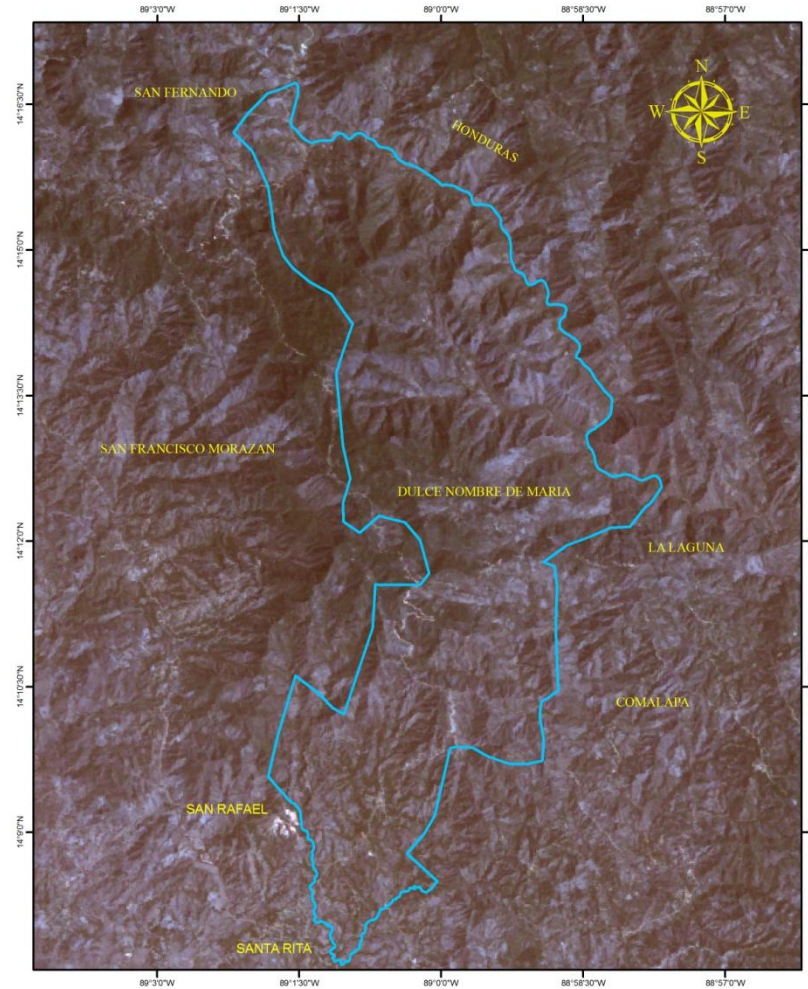 89°3'0"W
89°11'30"W
89°0'0"W
88°58'30"W
88°57'0"W
SAN FERNANDO
N
W
E
S
HONDURAS
14°16'30"N
14°15'0"N
14°13'30"N
SAN FRANCISCO MORAZAN
DULCE NOMBRE DE MARIA
14°12'0"N
LA LAGUNA
14°10'30"N
COMALAPA
SAN RAFAEL
14°9'0"N
SANTA RITA
89°3'0"W
89°11'30"W
89°0'0"W
88°58'30"W
88°57'0"W